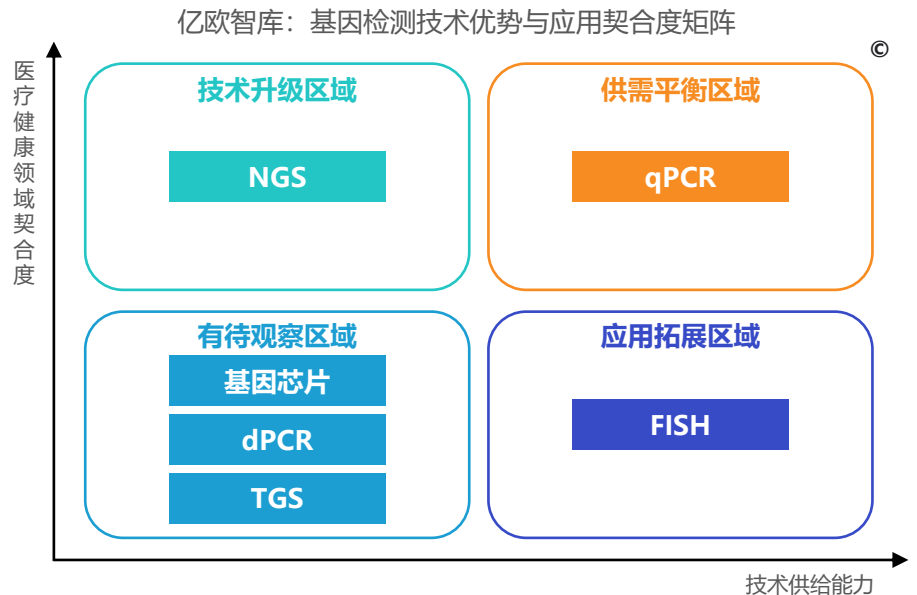 亿欧智库：基因检测技术优势与应用契合度矩阵
©
医疗健康领域契合度
技术升级区域
NGS
供需平衡区域
qPCR
有待观察区域
基因芯片
dPCR
TGS
应用拓展区域
FISH
技术供给能力